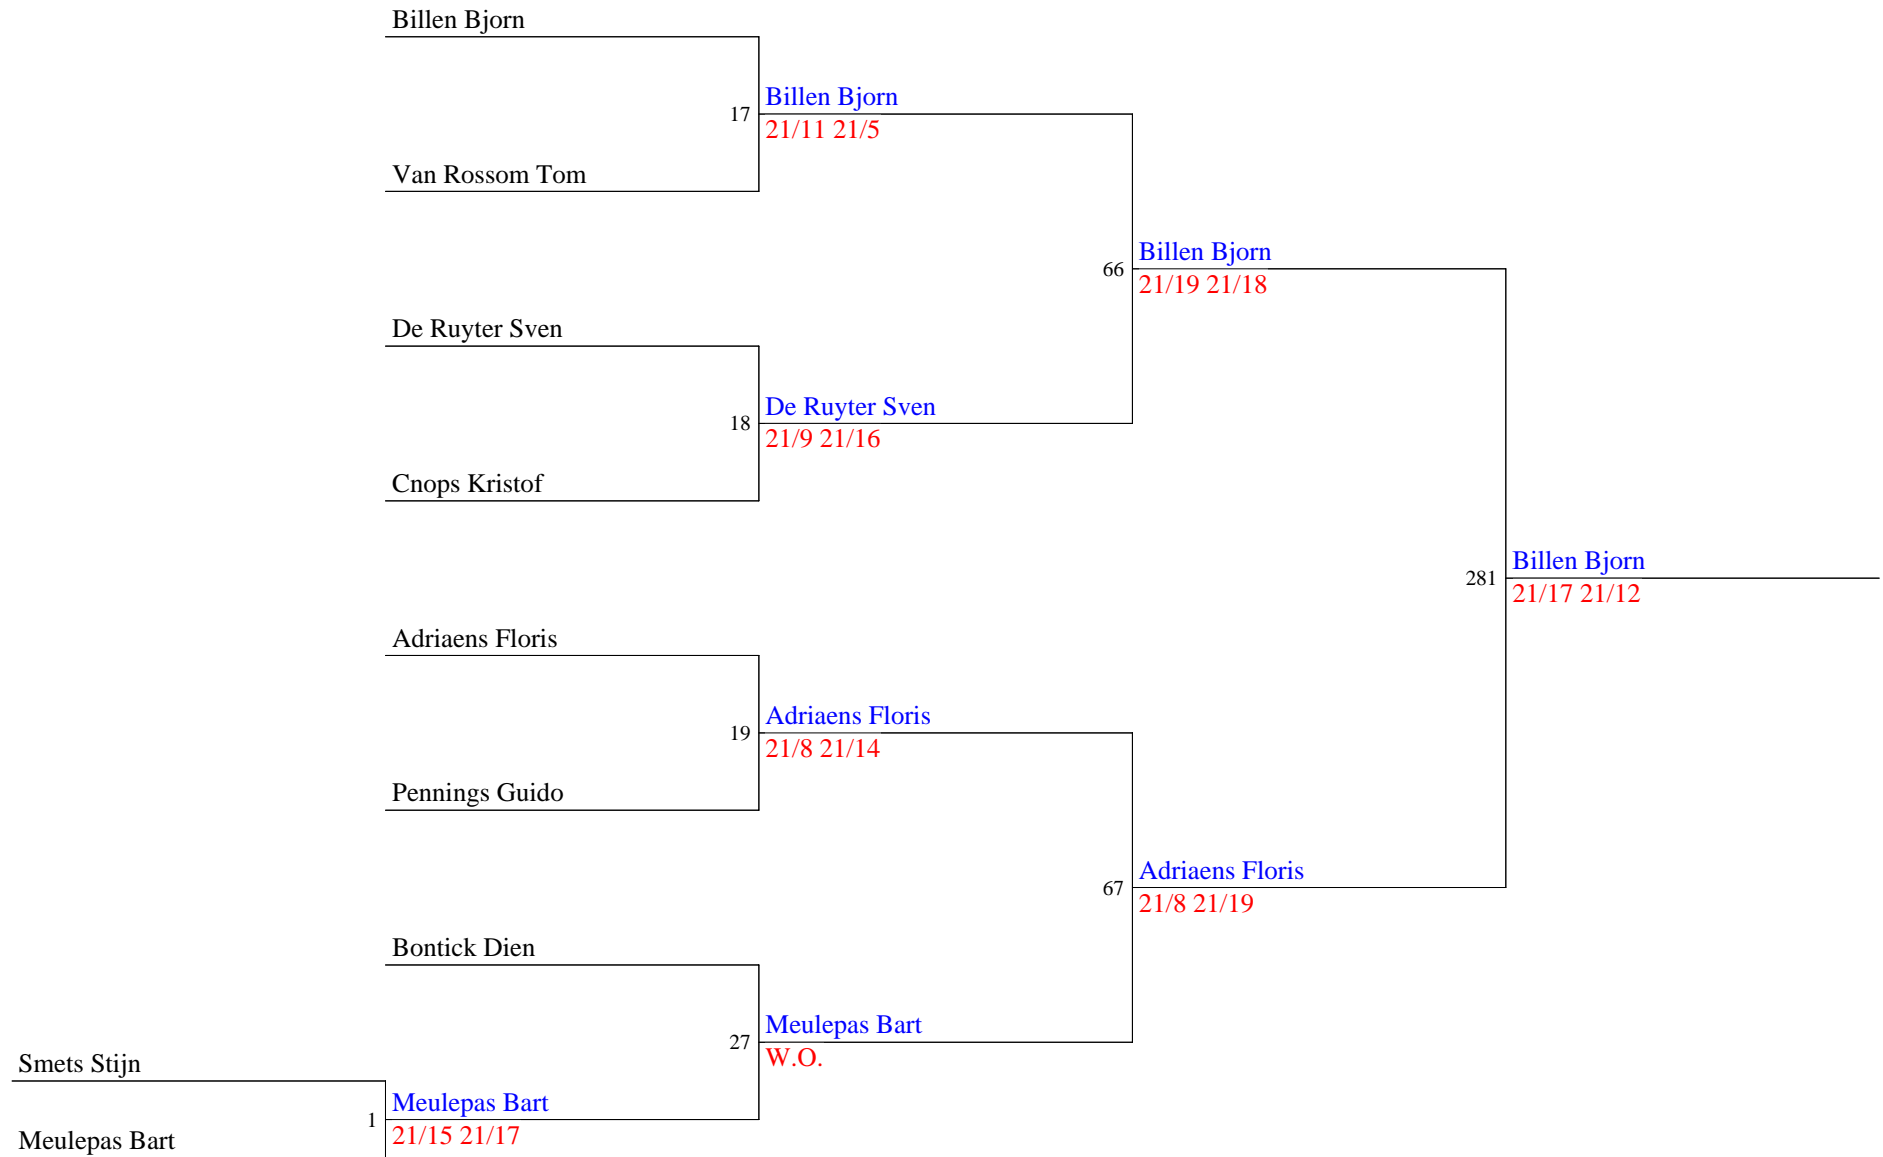 Billen Bjorn
17
Billen Bjorn
21/11 21/5
Van Rossom Tom
66
Billen Bjorn
21/19 21/18
De Ruyter Sven
18
De Ruyter Sven
21/9 21/16
Cnops Kristof
281
Billen Bjorn
21/17 21/12
Adriaens Floris
19
Adriaens Floris
21/8 21/14
Pennings Guido
67
Adriaens Floris
21/8 21/19
Bontick Dien
27
Meulepas Bart
W.O.
Smets Stijn
1
Meulepas Bart
21/15 21/17
Meulepas Bart